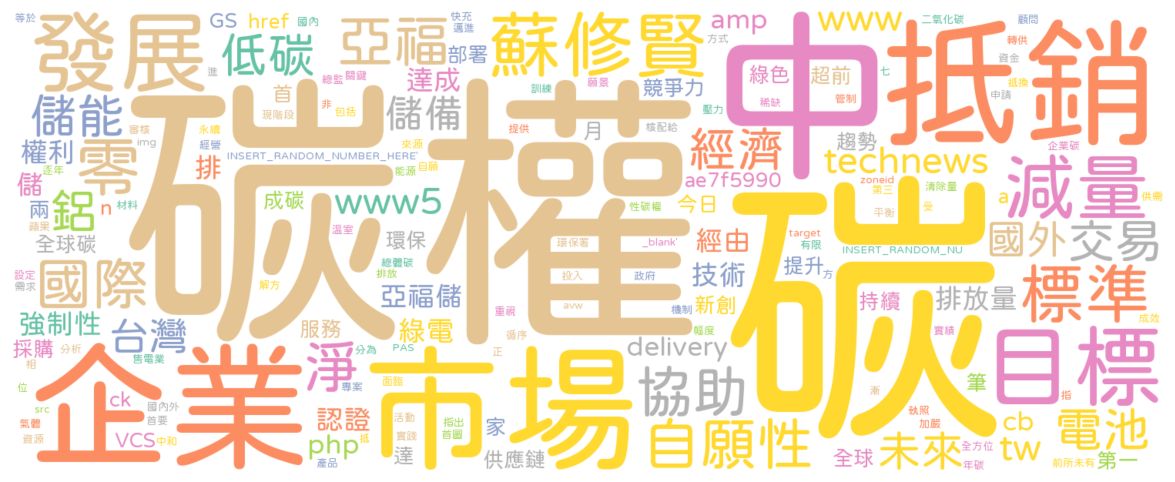 等於
GS
href
國內
快充
邁進
發展
亞福
蘇修賢
amp
www
二氧化碳
顧問
低碳
部署
方式
中
抵銷
轉供
資金
進
總監
關鍵
達成
競爭力
綠色
超前
七
抵換
申請
儲能
首
現階段
非
包括
儲備
訓練
願景
壓力
稀缺
管制
審核
img
永續
經營
提供
月
核配給
趨勢
權利
零
排
INSERT_RANDOM_NUMBER_HERE'
來源
自願
經濟
technews
企業碳
儲
逐年
能源
ae7f5990
zoneid
第三
清除量
減量
供需
兩
鋁
材料
n
成碳
www5
性碳權
今日
平衡
受
a
蘋果
全球碳
溫室
環保
環保署
_blank'
經由
target
有限
INSERT_RANDOM_NU
國外
交易
碳權
碳
設定
需求
國際
總體碳
排放
解方
投入
政府
技術
提升
方
標準
亞福儲
avw
機制
新創
持續
排放量
成效
強制性
台灣
服務
綠電
重視
循序
幅度
實績
採購
分析
售電業
分為
PAS
正
delivery
漸
目標
相
企業
淨
市場
面臨
協助
筆
指
位
ck
專案
執照
加嚴
src
國內外
首要
認證
活動
指出
首圖
家
自願性
cb
電池
氣體
資源
VCS
中和
php
實踐
抵
達
供應鏈
全球
未來
全方位
年碳
tw
前所未有
第一
產品